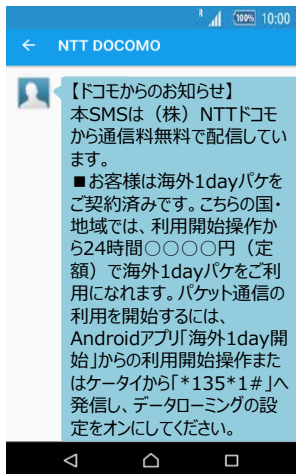 R 100% 10:00
← NTT DOCOMO
【ドコモからのお知らせ】
本SMSは（株）NTTドコモ
から通信料無料で配信してい
ます。
■お客様は海外1dayパケを
ご契約済みです。こちらの国・
地域では、利用開始操作か
ら24時間○○○○円（定
額）で海外1dayパケをご利
用になれます。パケット通信の
利用を開始するには、
Androidアプリ「海外1day開
始」からの利用開始操作また
はケータイから「*135*1#」へ
発信し、データローミングの設
定をオンにしてください。